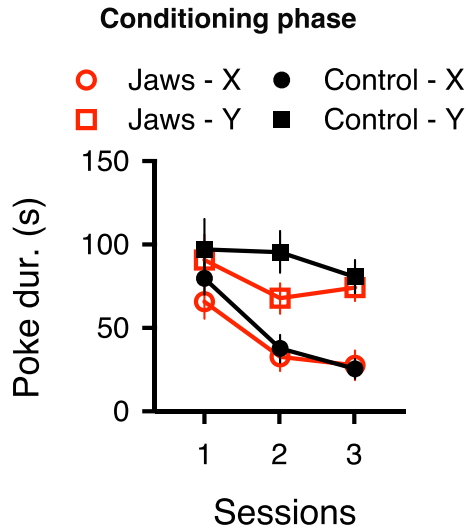 Conditioning phase
Jaws - X Control - X
Jaws - Y Control - Y
150
100
50
0
Poke dur. (s)
1 2 3
Sessions